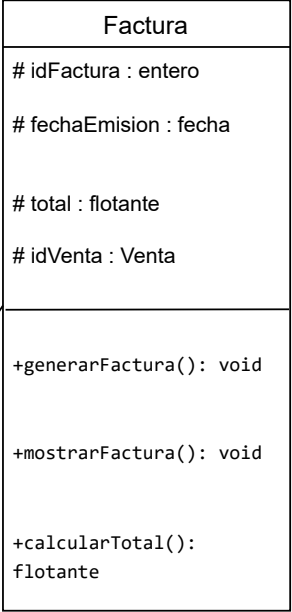 Factura
# idFactura : entero
# fechaEmision : fecha
# total : flotante
# idVenta : Venta
+generarFactura(): void
+mostrarFactura(): void
+calcularTotal():
flotante